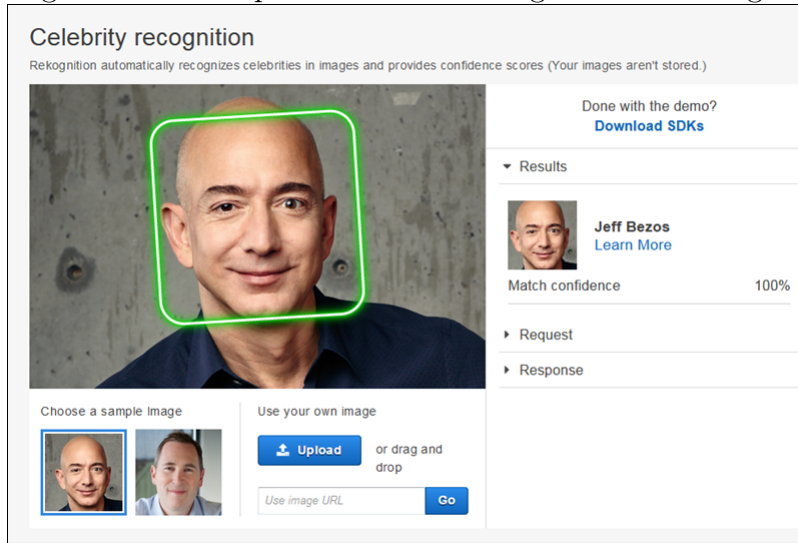 Celebrity recognition
Rekognition automatically recognizes celebrities in images and provides confidence scores (Your images aren't stored.)
Done with the demo?
Download SDKs
Results
Jeff Bezos
Learn More
Match confidence 100%
Request
Response
Choose a sample Image
Use your own image
Upload or drag and
drop
Use image URL Go